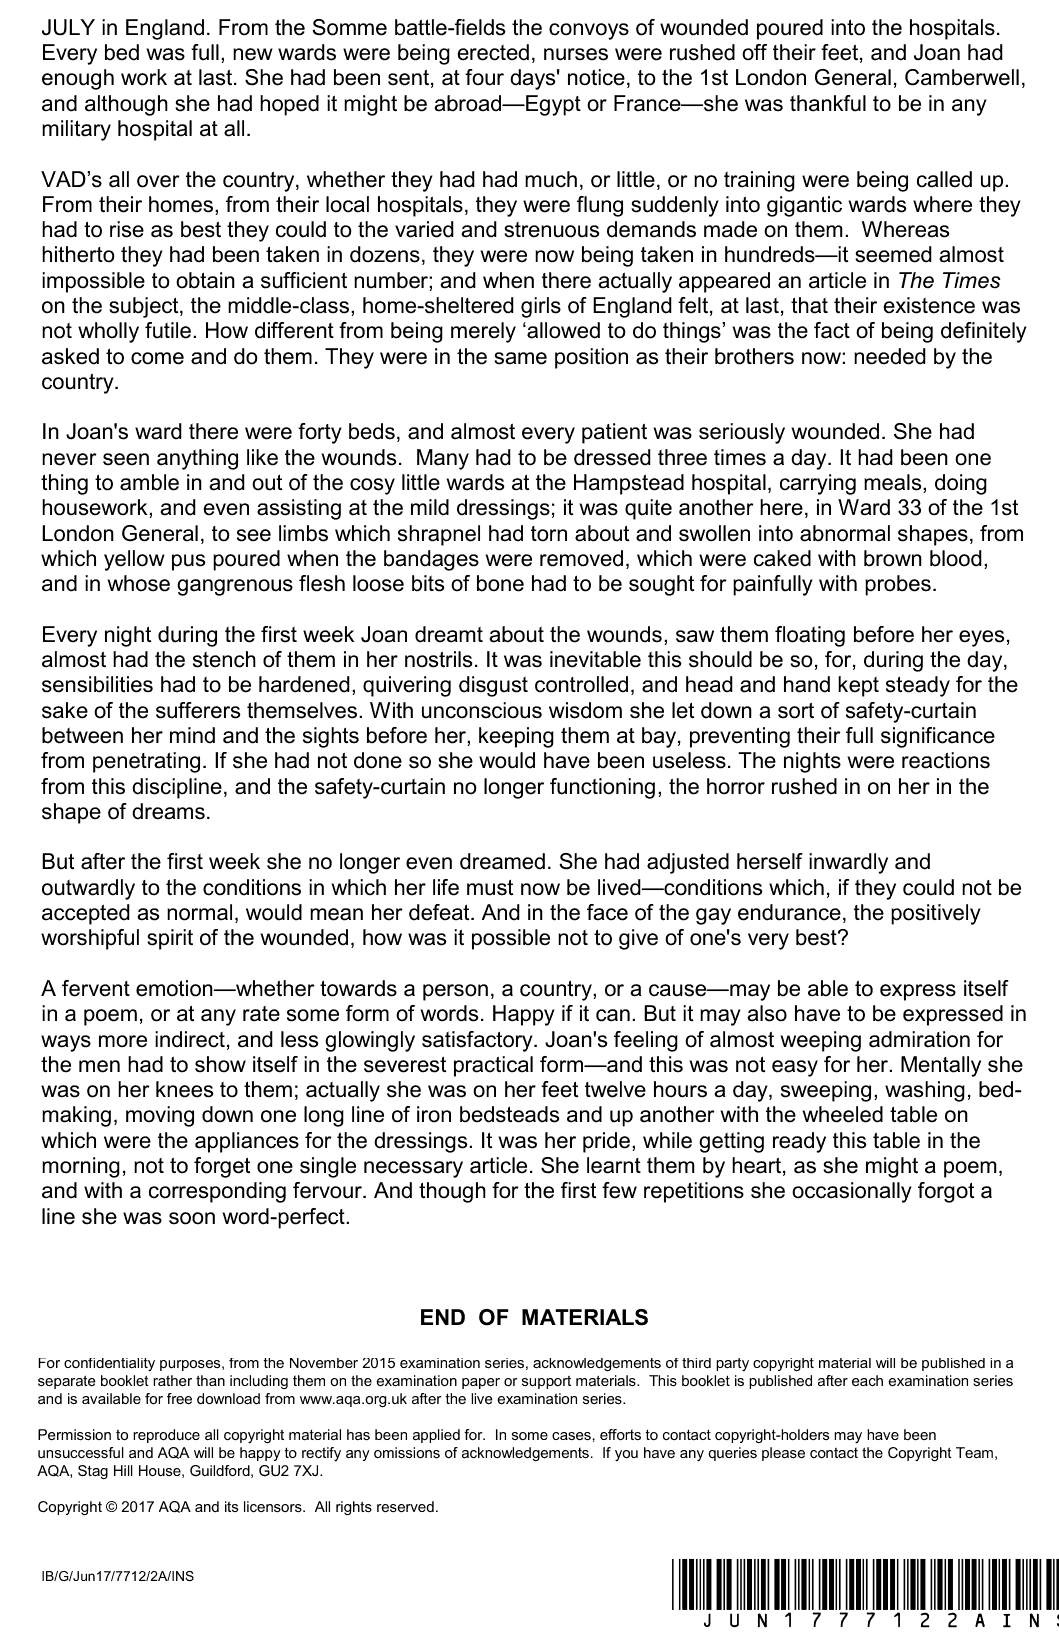 JULY in England. From the Somme battle-fields the convoys of wounded poured into the hospitals.
Every bed was full, new wards were being erected, nurses were rushed off their feet, and Joan had
enough work at last. She had been sent, at four days' notice, to the 1st London General, Camberwell,
and although she had hoped it might be abroad—Egypt or France—she was thankful to be in any
military hospital at all.
VAD’s all over the country, whether they had had much, or little, or no training were being called up.
From their homes, from their local hospitals, they were flung suddenly into gigantic wards where they
had to rise as best they could to the varied and strenuous demands made on them.  Whereas
hitherto they had been taken in dozens, they were now being taken in hundreds—it seemed almost
impossible to obtain a sufficient number; and when there actually appeared an article in The Times
on the subject, the middle-class, home-sheltered girls of England felt, at last, that their existence was
not wholly futile. How different from being merely ‘allowed to do things’ was the fact of being definitely
asked to come and do them. They were in the same position as their brothers now: needed by the
country.
In Joan's ward there were forty beds, and almost every patient was seriously wounded. She had
never seen anything like the wounds.  Many had to be dressed three times a day. It had been one
thing to amble in and out of the cosy little wards at the Hampstead hospital, carrying meals, doing
housework, and even assisting at the mild dressings; it was quite another here, in Ward 33 of the 1st
London General, to see limbs which shrapnel had torn about and swollen into abnormal shapes, from
which yellow pus poured when the bandages were removed, which were caked with brown blood,
and in whose gangrenous flesh loose bits of bone had to be sought for painfully with probes.
Every night during the first week Joan dreamt about the wounds, saw them floating before her eyes,
almost had the stench of them in her nostrils. It was inevitable this should be so, for, during the day,
sensibilities had to be hardened, quivering disgust controlled, and head and hand kept steady for the
sake of the sufferers themselves. With unconscious wisdom she let down a sort of safety-curtain
between her mind and the sights before her, keeping them at bay, preventing their full significance
from penetrating. If she had not done so she would have been useless. The nights were reactions
from this discipline, and the safety-curtain no longer functioning, the horror rushed in on her in the
shape of dreams.
But after the first week she no longer even dreamed. She had adjusted herself inwardly and
outwardly to the conditions in which her life must now be lived—conditions which, if they could not be
accepted as normal, would mean her defeat. And in the face of the gay endurance, the positively
worshipful spirit of the wounded, how was it possible not to give of one's very best?
A fervent emotion—whether towards a person, a country, or a cause—may be able to express itself
in a poem, or at any rate some form of words. Happy if it can. But it may also have to be expressed in
ways more indirect, and less glowingly satisfactory. Joan's feeling of almost weeping admiration for
the men had to show itself in the severest practical form—and this was not easy for her. Mentally she
was on her knees to them; actually she was on her feet twelve hours a day, sweeping, washing, bed-
making, moving down one long line of iron bedsteads and up another with the wheeled table on
which were the appliances for the dressings. It was her pride, while getting ready this table in the
morning, not to forget one single necessary article. She learnt them by heart, as she might a poem,
and with a corresponding fervour. And though for the first few repetitions she occasionally forgot a
line she was soon word-perfect.
END OF MATERIALS
For confidentiality purposes, from the November 2015 examination series, acknowledgements of third party copyright material will be published in a
separate booklet rather than including them on the examination paper or support materials.  This booklet is published after each examination series
and is available for free download from www.aqa.org.uk after the live examination series.
Permission to reproduce all copyright material has been applied for.  In some cases, efforts to contact copyright-holders may have been
unsuccessful and AQA will be happy to rectify any omissions of acknowledgements.  If you have any queries please contact the Copyright Team,
AQA, Stag Hill House, Guildford, GU2 7XJ.
Copyright © 2017 AQA and its licensors.  All rights reserved.
IB/G/Jun17/7712/2A/INS
J U N 1 7 7 7 1 2 2 A I N